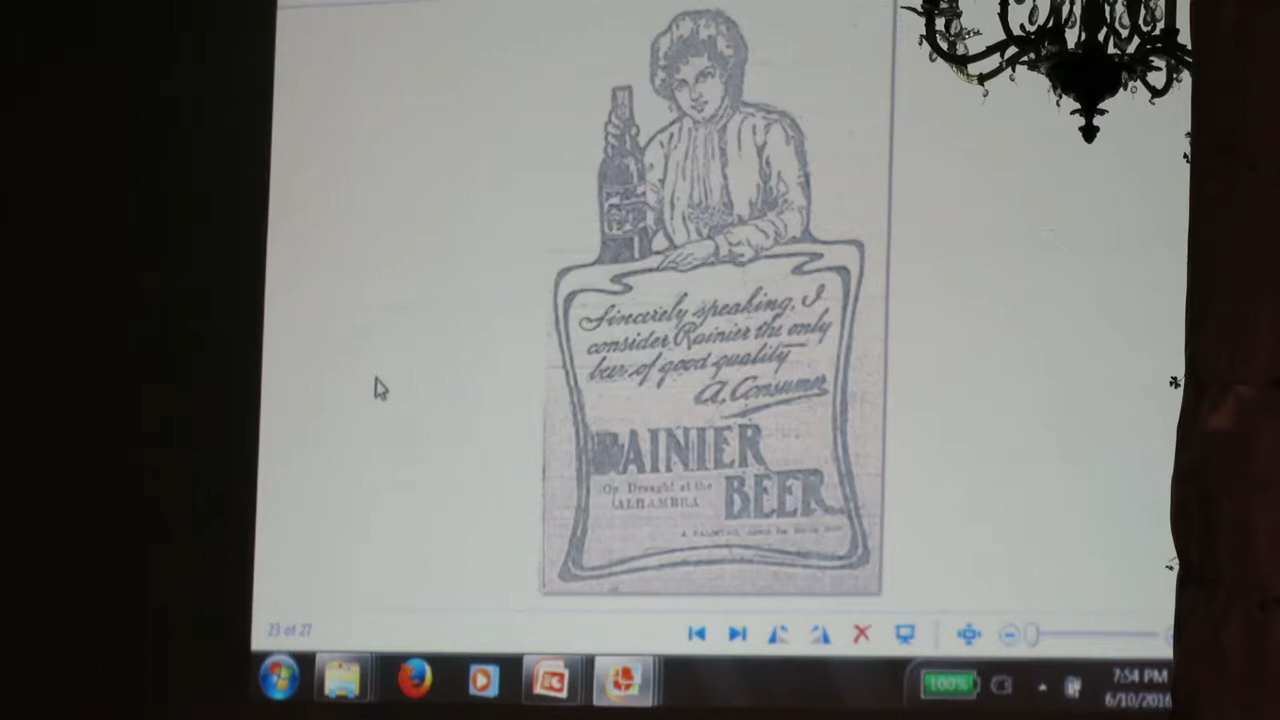 Sincerely speaking, I
consider Rainier the only
beer of good quality
A. Consumer
RAINIER
On Draught at the
BEER
ALHAMBRA
23 of 27
100%
7:54 PM
6/10/2016